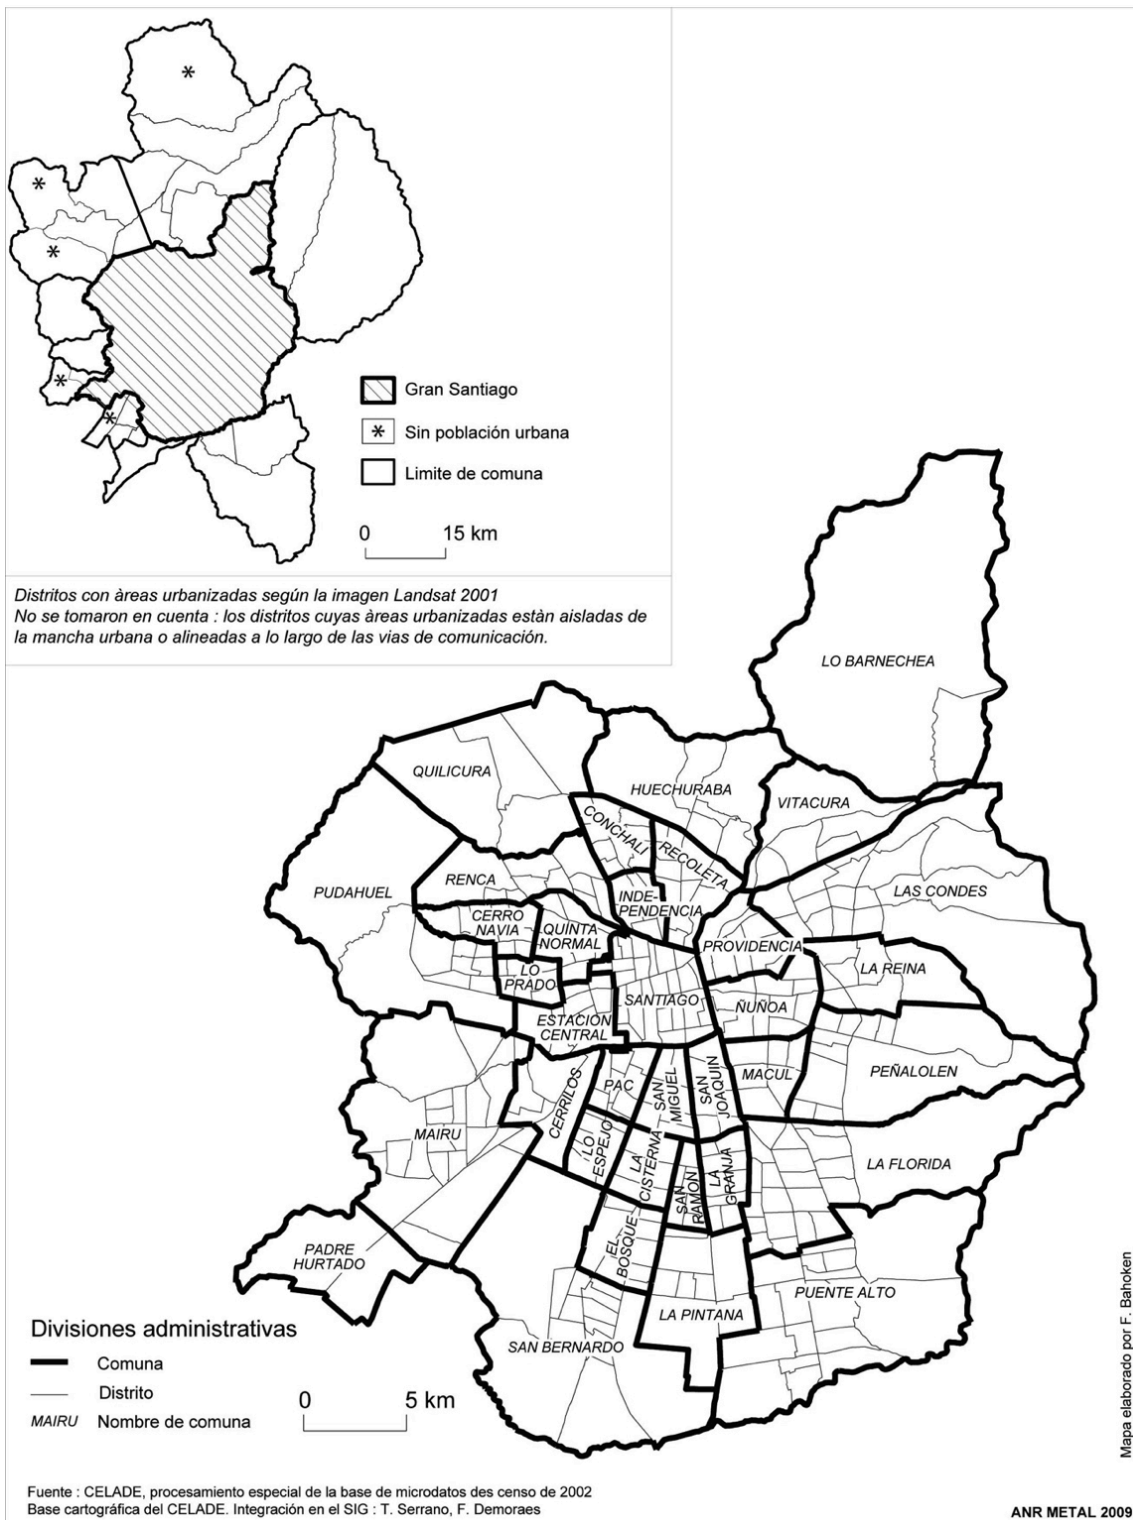 *
*
*
*
*
Gran Santiago
* Sin población urbana
Limite de comuna
0 15 km
Distritos con àreas urbanizadas según la imagen Landsat 2001
No se tomaron en cuenta : los distritos cuyas àreas urbanizadas estàn aisladas de
la mancha urbana o alineadas a lo largo de las vias de comunicación.
LO BARNECHEA
QUILICURA
HUECHURABA
VITACURA
CONCHALI
RECOLETA
RENCA
PUDAHUEL
LAS CONDES
INDE-
PENDENCIA
CERRO
NAVIA
QUINTA
NORMAL
PROVIDENCIA
LA REINA
LO
PRADO
SANTIAGO
ÑUÑOA
ESTACIÓN
CENTRAL
PEÑALOLEN
MACUL
PAC
SAN
MIGUEL
SAN
JOAQUIN
CERRILOS
MAIRU
LO
ESPEJO
LA
CISTERNA
SAN
RAMON
LA
GRANJA
LA FLORIDA
EL
BOSQUE
PADRE
HURTADO
PUENTE ALTO
LA PINTANA
SAN BERNARDO
Divisiones administrativas
Comuna
Distrito
MAIRU Nombre de comuna
0 5 km
Mapa elaborado por F. Bahoken
Fuente : CELADE, procesamiento especial de la base de microdatos des censo de 2002
Base cartográfica del CELADE. Integración en el SIG : T. Serrano, F. Demoraes
ANR METAL 2009